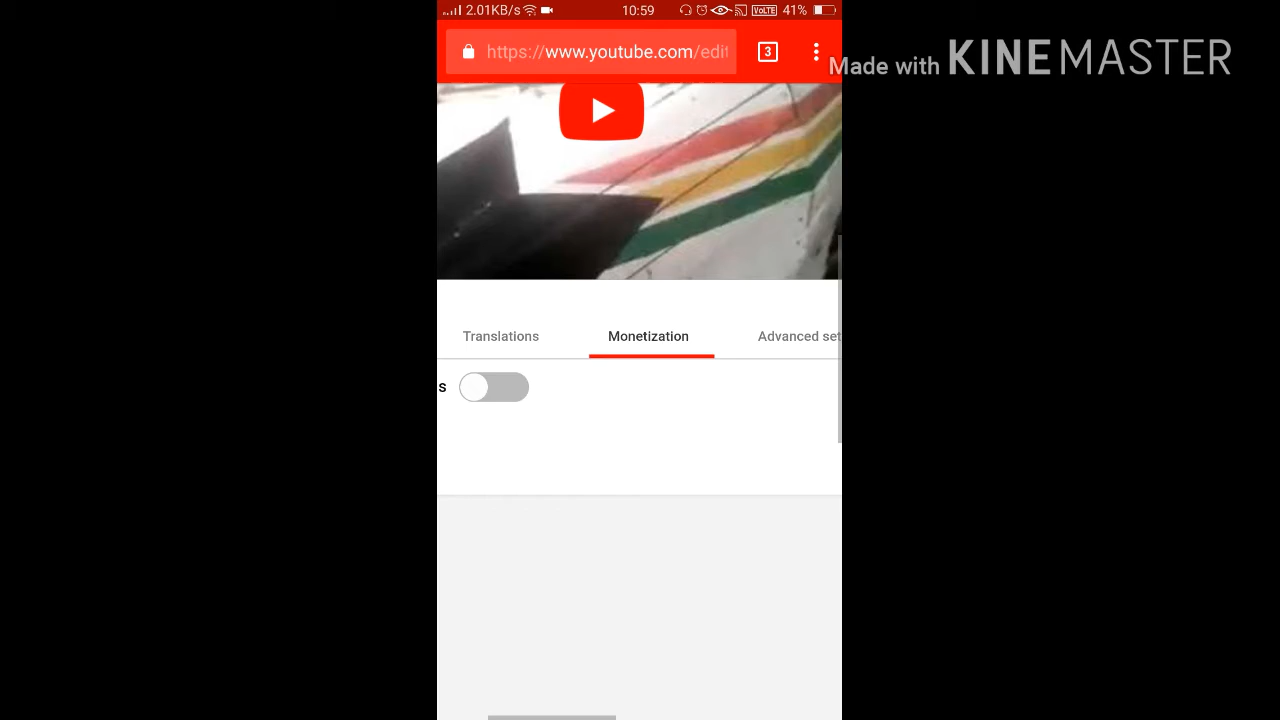 2.01KB/s 10:59 VoLTE 41%
https://www.youtube.com/edit 3
Made with KINEMASTER
Translations Monetization Advanced set
s